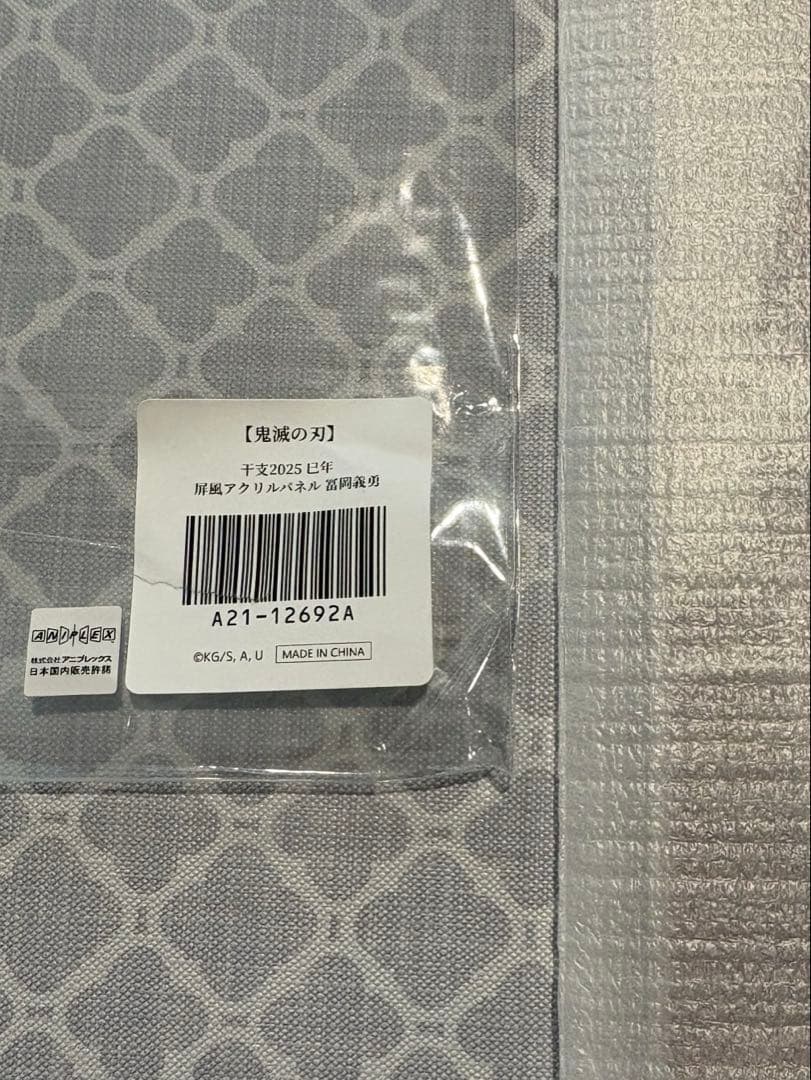 【鬼滅の刃】
干支2025 巳年
屏風アクリルパネル 冨岡義勇
A21-12692A
©KG/S, A, U MADE IN CHINA
ANIPLEX
株式会社アニプレックス
日本国内販売許諾